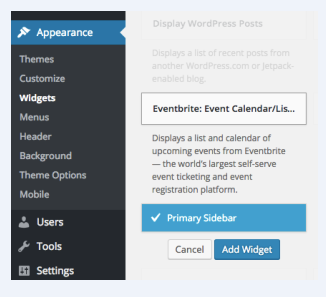 Appearance
Themes
Customize
Widgets
Menus
Header
Background
Theme Options
Mobile
Users
Tools
Settings
Display WordPress Posts
Displays a list of recent posts from
another WordPress.com or Jetpack-
enabled blog.
Eventbrite: Event Calendar/Lis...
Displays a list and calendar of
upcoming events from Eventbrite
— the world's largest self-serve
event ticketing and event
registration platform.
Primary Sidebar
Cancel
Add Widget